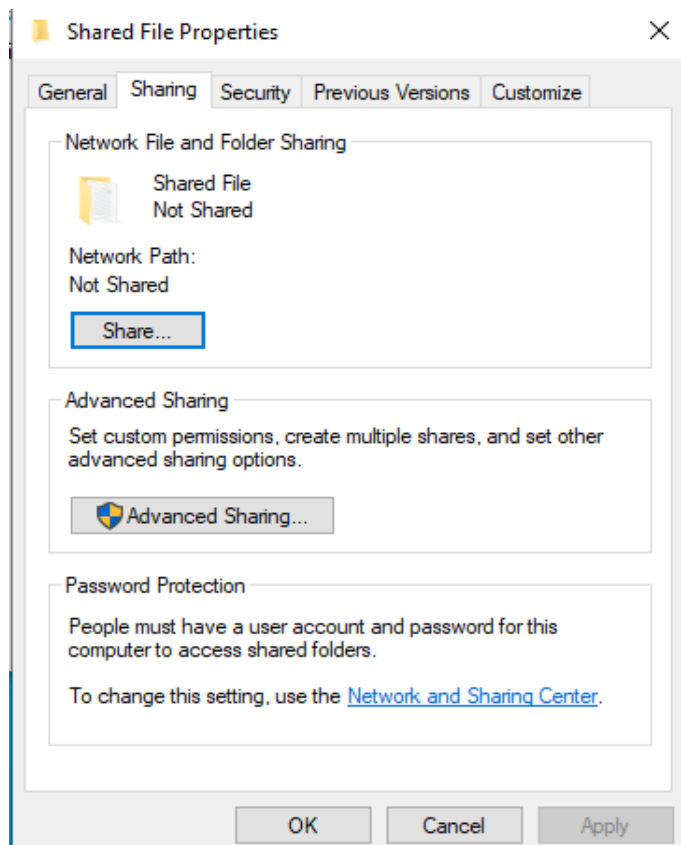 Shared File Properties
General Sharing Security Previous Versions Customize
Network File and Folder Sharing
Shared File
Not Shared
Network Path:
Not Shared
Share...
Advanced Sharing
Set custom permissions, create multiple shares, and set other
advanced sharing options.
Advanced Sharing...
Password Protection
People must have a user account and password for this
computer to access shared folders.
To change this setting, use the Network and Sharing Center.
OK Cancel Apply